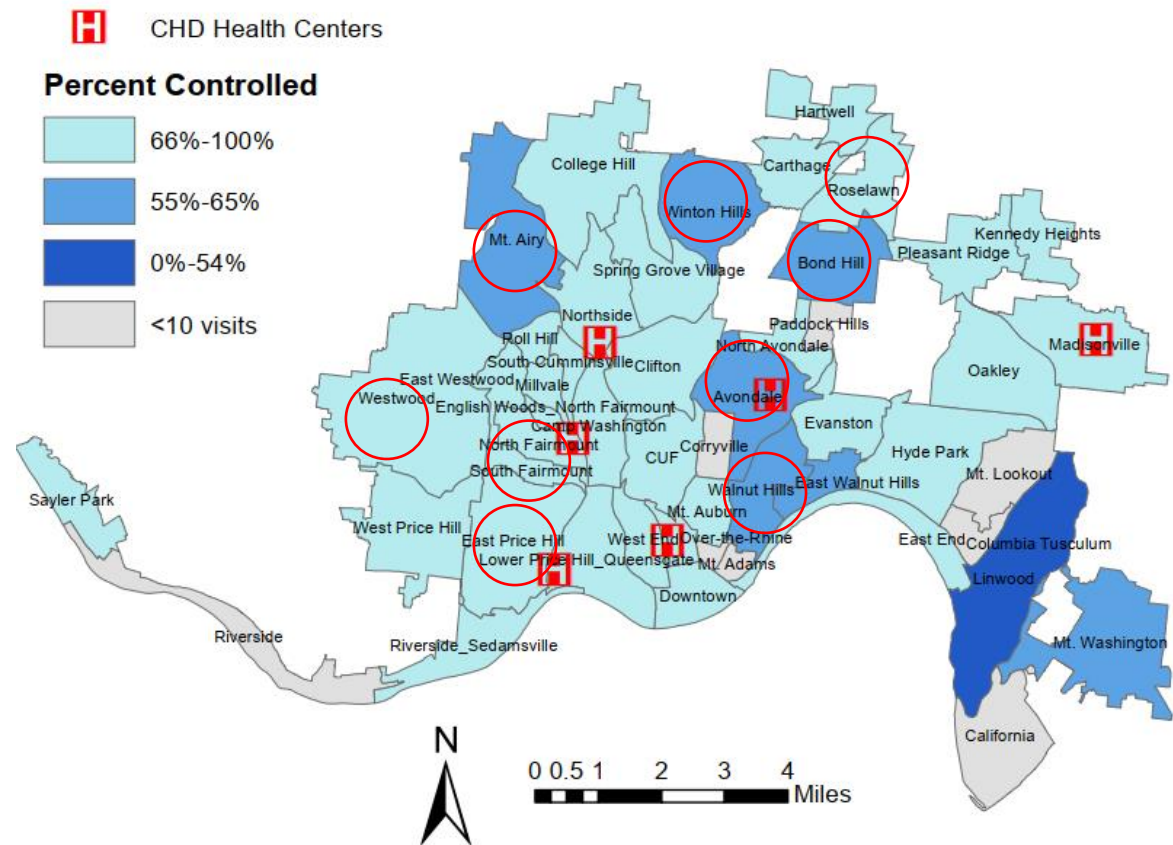 H CHD Health Centers
Percent Controlled
66%-100%
55%-65%
0%-54%
<10 visits
Hartwell
College Hill
Carthage
Roselawn
Winton Hills
Mt. Airy
Kennedy Heights
Pleasant Ridge
Bond Hill
Spring Grove Village
Northside
Paddock Hills
Roll Hill
H
North Avondale
H
Madisonville
South Cumminsville
Clifton
Oakley
East Westwood
Millvale
Westwood
Avondale
H
English Woods_North Fairmount
Evanston
Camp Washington
H
North Fairmount
Corryville
Hyde Park
CUF
South Fairmount
Mt. Lookout
East Walnut Hills
Walnut Hills
Sayler Park
Mt. Auburn
West Price Hill
East Price Hill
West End
H
Over-the-Rhine
East End
Columbia Tusculum
Lower Price Hill_Queensgate
Mt. Adams
H
Linwood
Downtown
Riverside
Riverside_Sedamsville
Mt. Washington
California
N
0 0.5 1 2 3 4
Miles